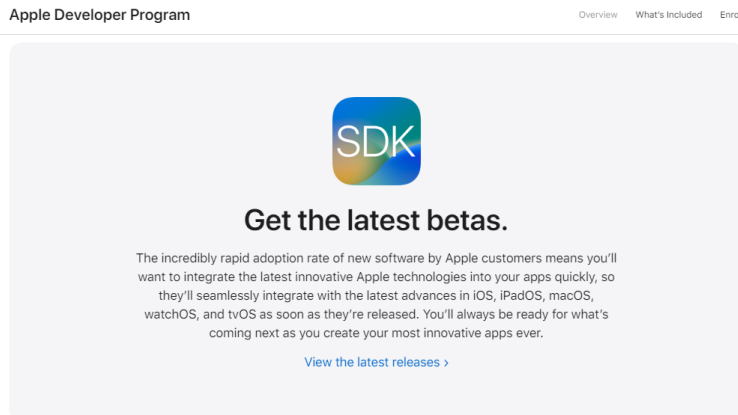 Apple Developer Program
Overview What's Included Enro
SDK
Get the latest betas.
The incredibly rapid adoption rate of new software by Apple customers means you'll
want to integrate the latest innovative Apple technologies into your apps quickly, so
they'll seamlessly integrate with the latest advances in iOS, iPadOS, macOS,
watchOS, and tvOS as soon as they're released. You'll always be ready for what's
coming next as you create your most innovative apps ever.
View the latest releases ›